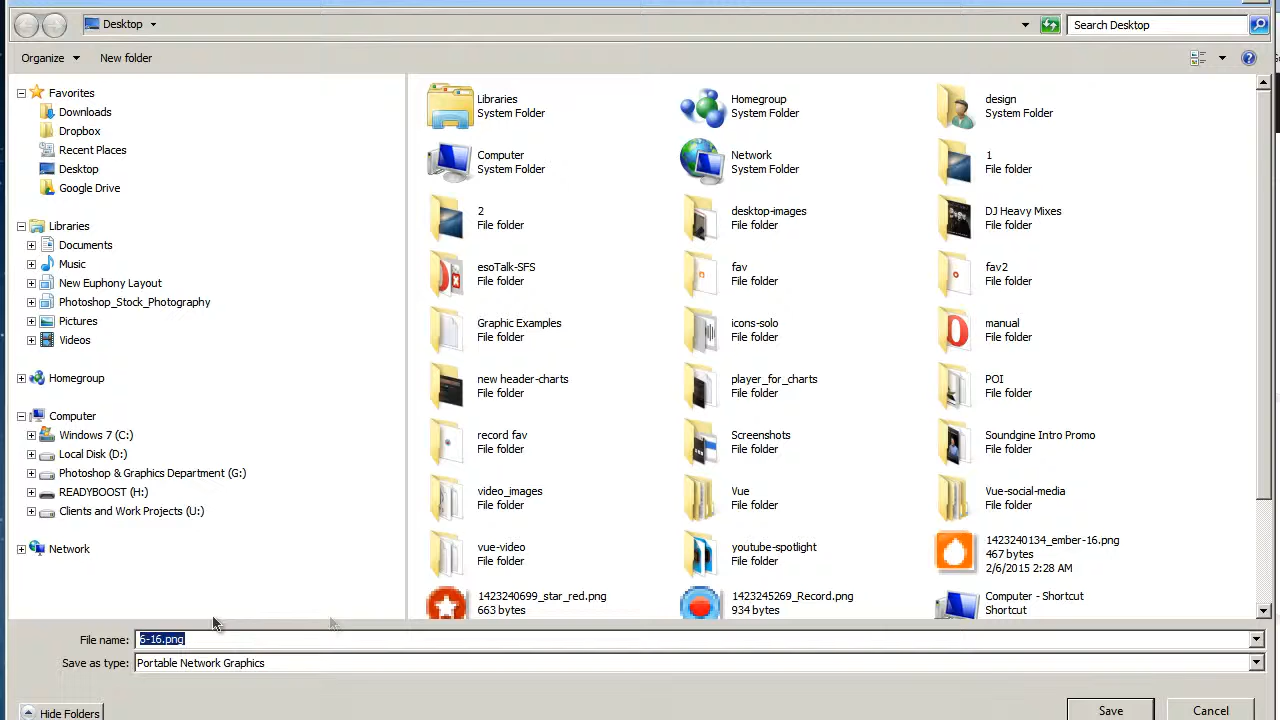 Desktop
Search Desktop
Organize
New folder
Favorites
Downloads
Dropbox
Recent Places
Desktop
Google Drive
Libraries
Documents
Music
New Euphony Layout
Photoshop_Stock_Photography
Pictures
Videos
Homegroup
Computer
Windows 7 (C:)
Local Disk (D:)
Photoshop & Graphics Department (G:)
READYBOOST (H:)
Clients and Work Projects (U:)
Network
Libraries
System Folder
Homegroup
System Folder
design
System Folder
Computer
System Folder
Network
System Folder
1
File folder
2
File folder
desktop-images
File folder
DJ Heavy Mixes
File folder
esoTalk-SFS
File folder
fav
File folder
fav2
File folder
Graphic Examples
File folder
icons-solo
File folder
manual
File folder
new header-charts
File folder
player_for_charts
File folder
POI
File folder
record fav
File folder
Screenshots
File folder
Soundgine Intro Promo
File folder
video_images
File folder
Vue
File folder
Vue-social-media
File folder
vue-video
File folder
youtube-spotlight
File folder
1423240134_ember-16.png
467 bytes
2/6/2015 2:28 AM
1423240699_star_red.png
663 bytes
1423245269_Record.png
934 bytes
Computer - Shortcut
Shortcut
File name: 6-16.png
Save as type: Portable Network Graphics
Hide Folders
Save
Cancel